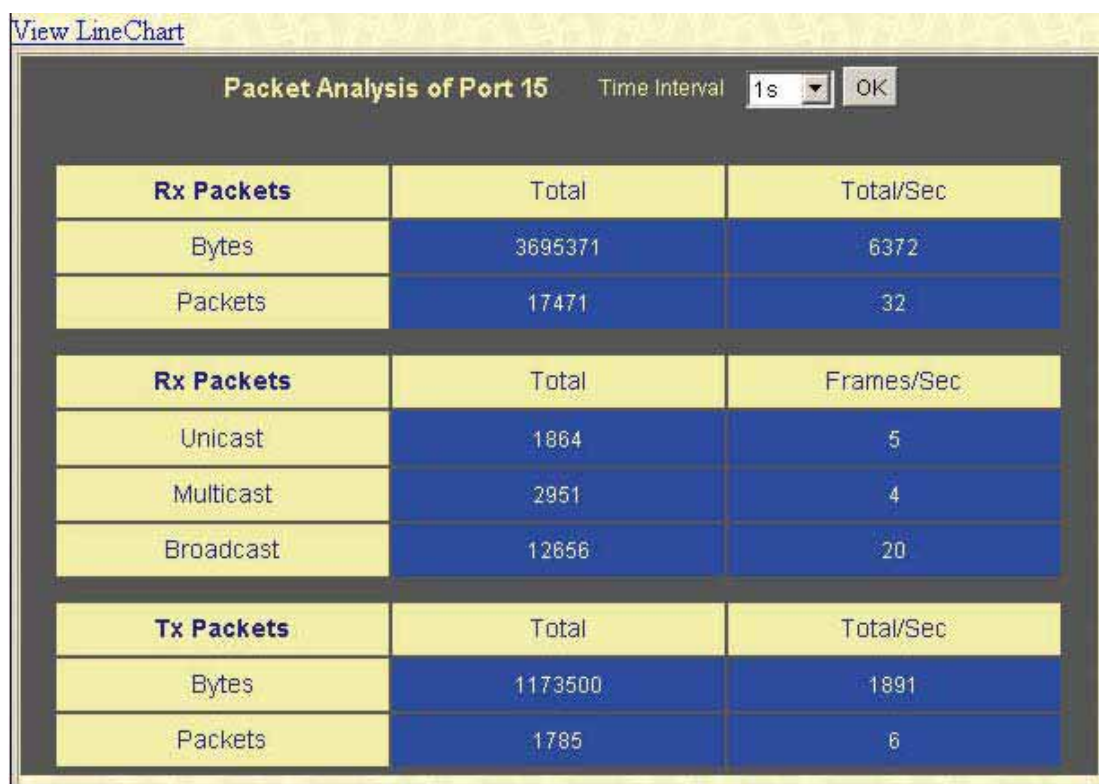 View LineChart
Packet Analysis of Port 15 Time Interval 1s OK
Rx Packets Total Total/Sec
Bytes 3695371 6372
Packets 17471 32
Rx Packets Total Frames/Sec
Unicast 1864 5
Multicast 2951 4
Broadcast 12656 20
Tx Packets Total Total/Sec
Bytes 1173500 1891
Packets 1785 6